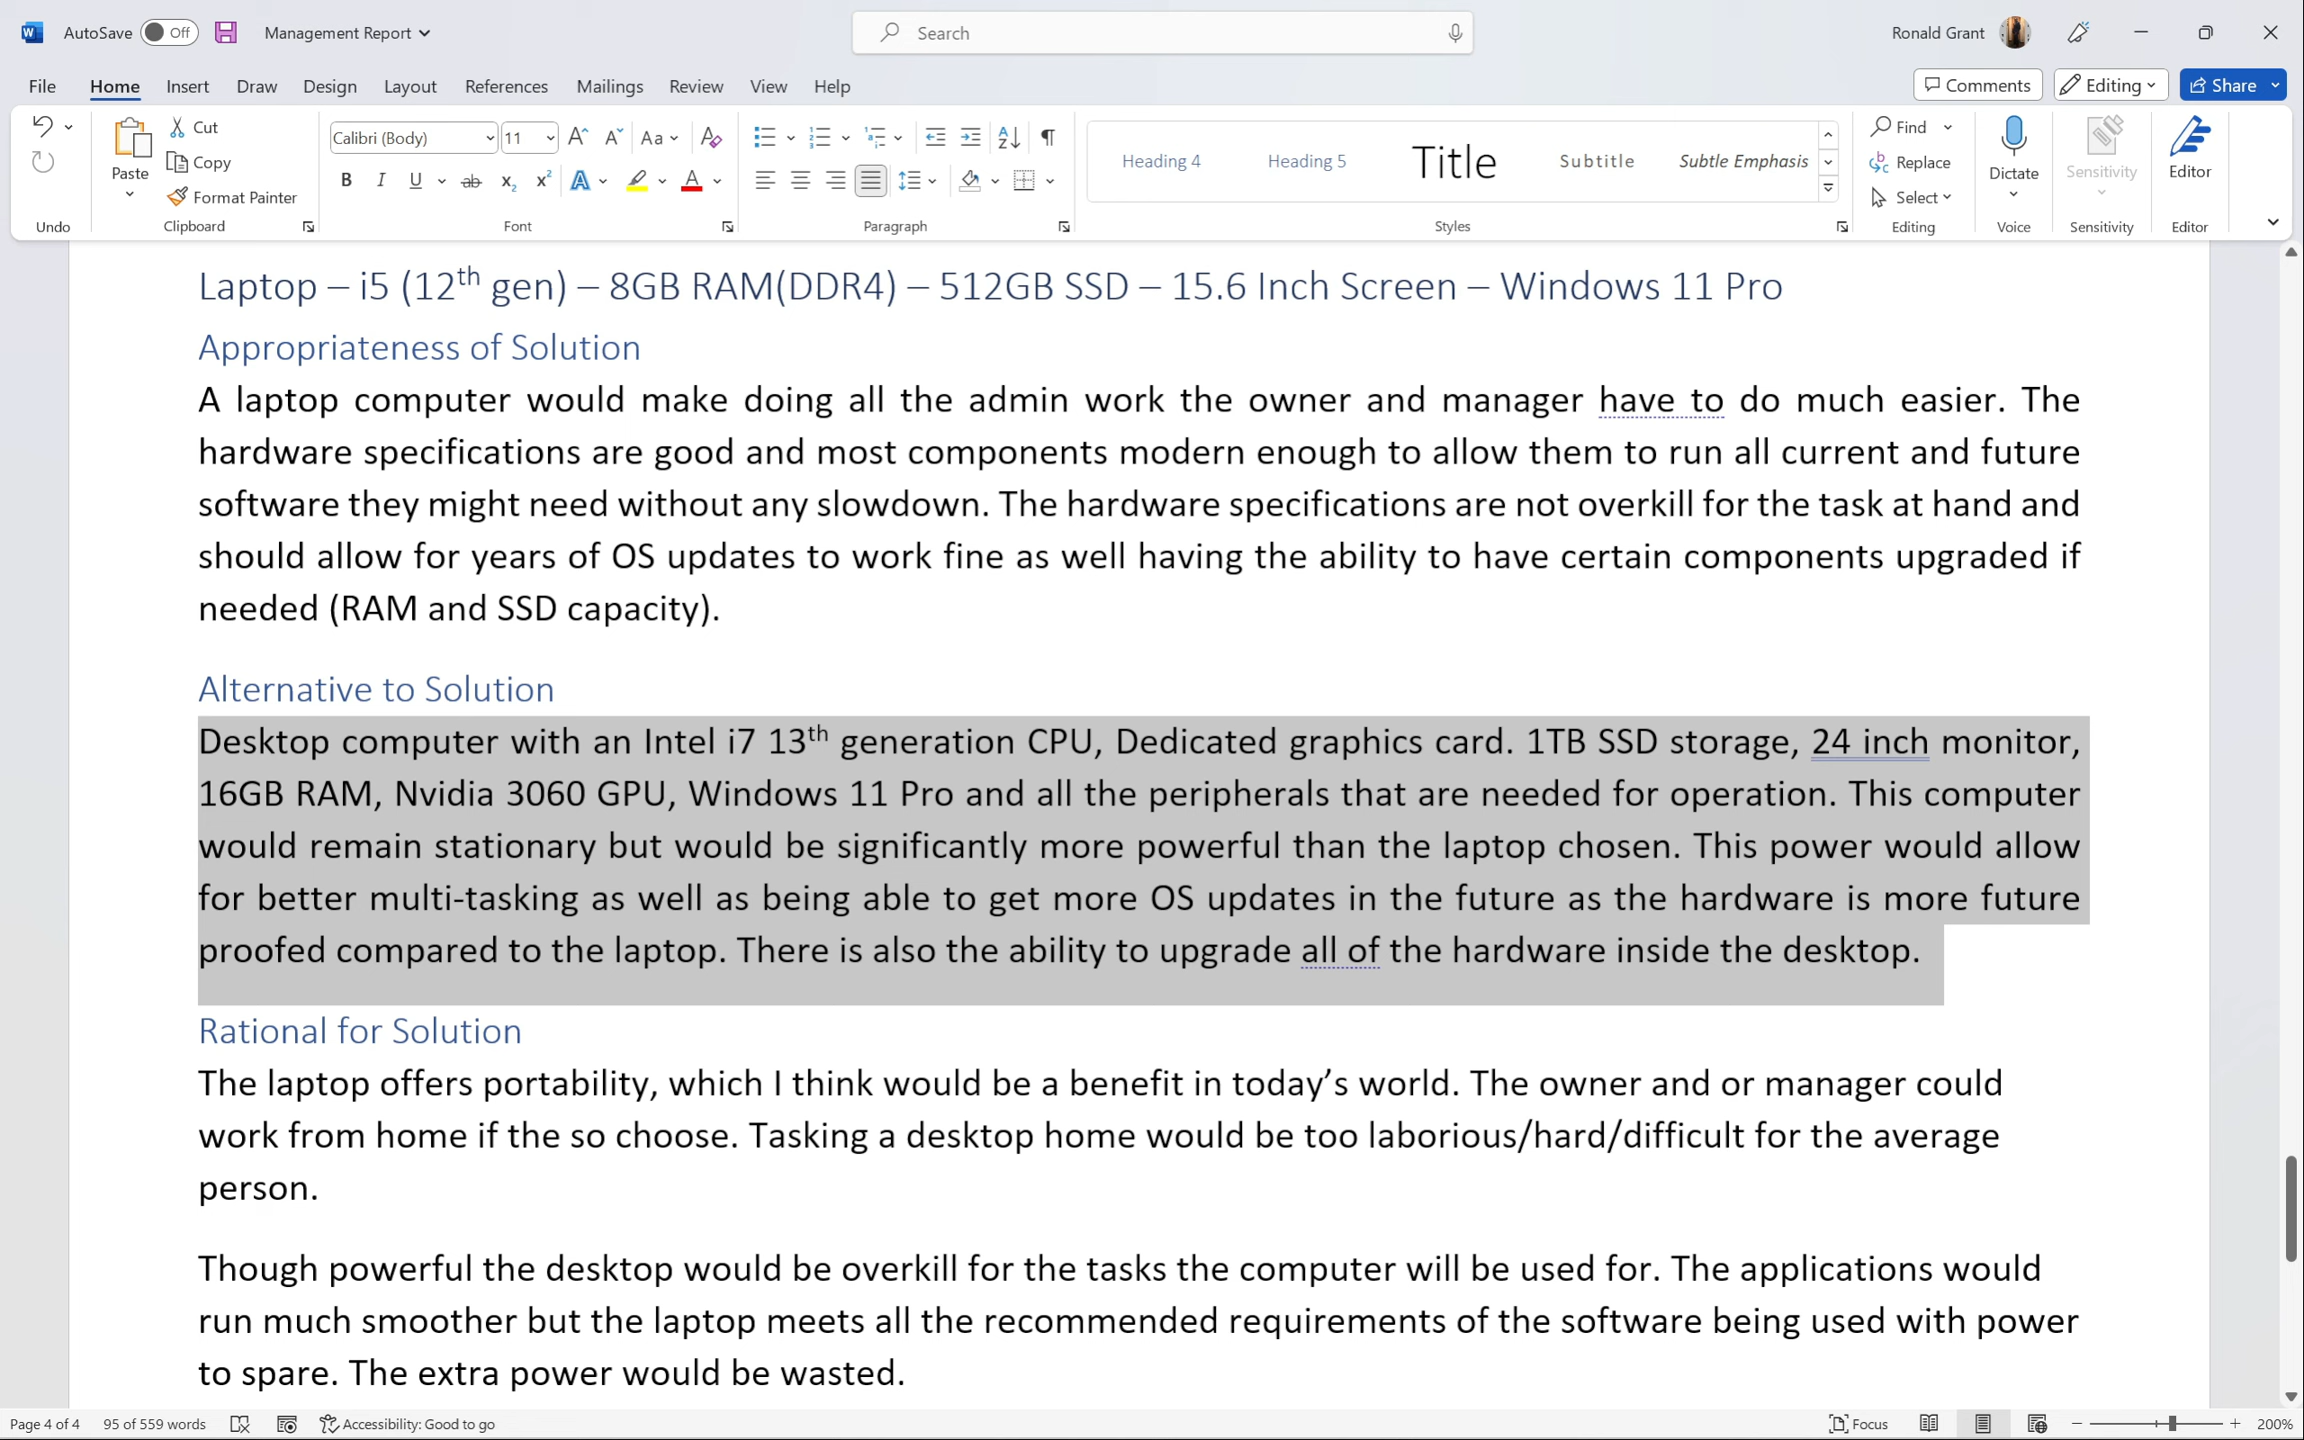 AutoSave Off Management Report Search Ronald Grant
File Home Insert Draw Design Layout References Mailings Review View Help Comments Editing Share
Undo
Paste
Cut
Copy
Format Painter
Clipboard
Calibri (Body) 11
Font
Paragraph
Heading 4 Heading 5 Title Subtitle Subtle Emphasis
Styles
Find
Replace
Select
Editing
Dictate
Voice
Sensitivity
Sensitivity
Editor
Editor
Laptop – i5 (12th gen) – 8GB RAM(DDR4) – 512GB SSD – 15.6 Inch Screen – Windows 11 Pro
Appropriateness of Solution
A laptop computer would make doing all the admin work the owner and manager have to do much easier. The
hardware specifications are good and most components modern enough to allow them to run all current and future
software they might need without any slowdown. The hardware specifications are not overkill for the task at hand and
should allow for years of OS updates to work fine as well having the ability to have certain components upgraded if
needed (RAM and SSD capacity).
Alternative to Solution
Desktop computer with an Intel i7 13th generation CPU, Dedicated graphics card. 1TB SSD storage, 24 inch monitor,
16GB RAM, Nvidia 3060 GPU, Windows 11 Pro and all the peripherals that are needed for operation. This computer
would remain stationary but would be significantly more powerful than the laptop chosen. This power would allow
for better multi-tasking as well as being able to get more OS updates in the future as the hardware is more future
proofed compared to the laptop. There is also the ability to upgrade all of the hardware inside the desktop.
Rational for Solution
The laptop offers portability, which I think would be a benefit in today’s world. The owner and or manager could
work from home if the so choose. Tasking a desktop home would be too laborious/hard/difficult for the average
person.
Though powerful the desktop would be overkill for the tasks the computer will be used for. The applications would
run much smoother but the laptop meets all the recommended requirements of the software being used with power
to spare. The extra power would be wasted.
Page 4 of 4 95 of 559 words Accessibility: Good to go Focus 200%